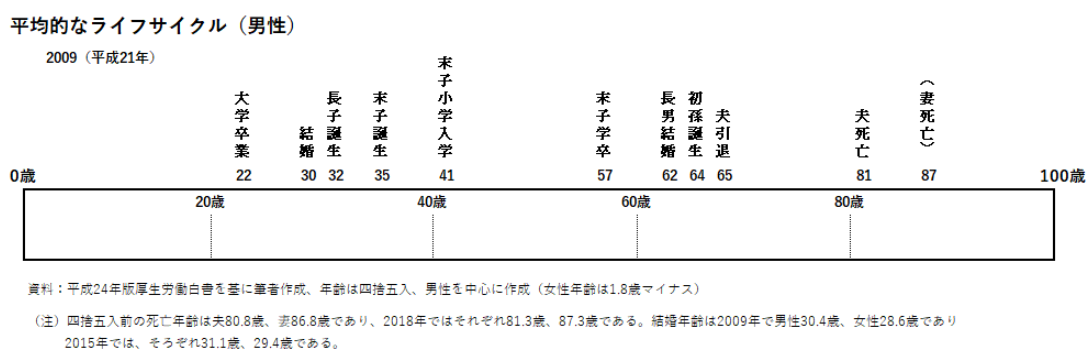 平均的なライフサイクル（男性）
2009（平成21年）
大学卒業
結婚
長子誕生
末子誕生
末子小学入学
末子学卒
長男結婚
初孫誕生
夫引退
夫死亡
（妻死亡）
0歳 22 30 32 35 41 57 62 64 65 81 87 100歳
20歳 40歳 60歳 80歳
資料：平成24年版厚生労働白書を基に筆者作成、年齢は四捨五入、男性を中心に作成（女性年齢は1.8歳マイナス）
（注）四捨五入前の死亡年齢は夫80.8歳、妻86.8歳であり、2018年ではそれぞれ81.3歳、87.3歳である。結婚年齢は2009年で男性30.4歳、女性28.6歳であり
2015年では、そうぞれ31.1歳、29.4歳である。